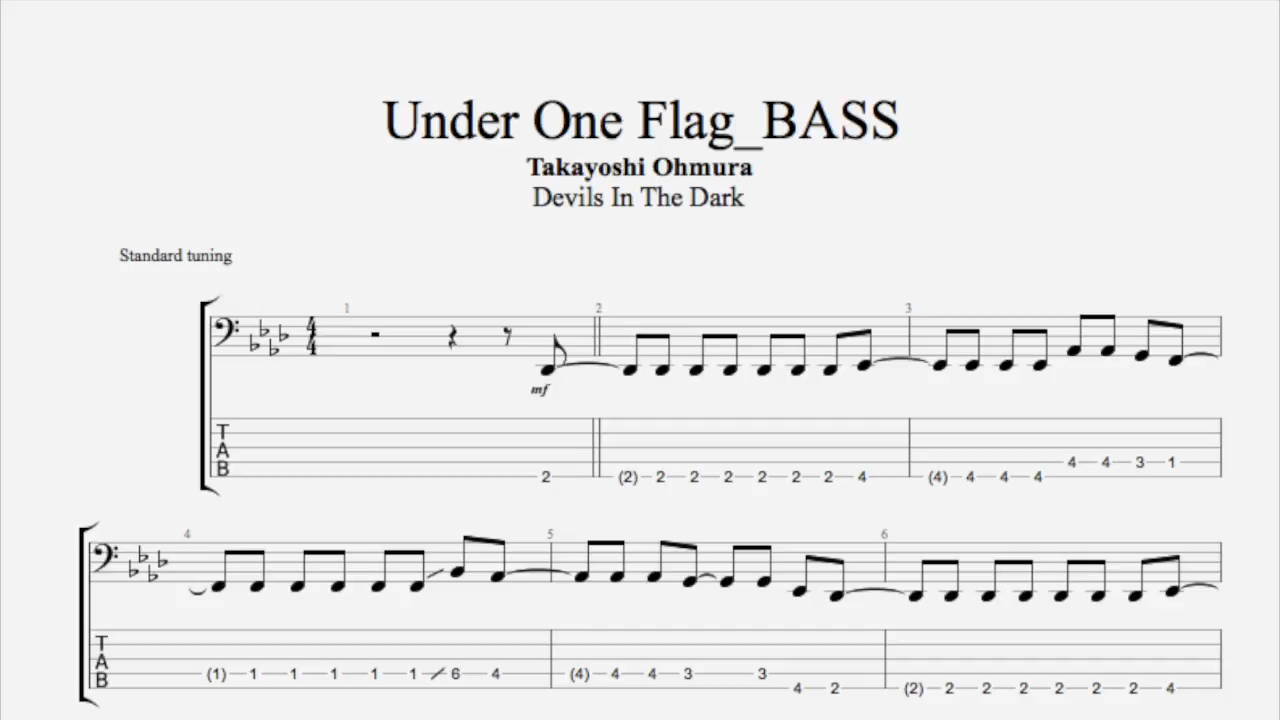 Under One Flag_BASS
Takayoshi Ohmura
Devils In The Dark
Standard tuning
1 2 3
4
4
mf
T
A
B
2 (2) 2 2 2 2 2 2 4 (4) 4 4 4 4 4 3 1
4 5 6
T
A
B
(1) 1 1 1 1 1 6 4 (4) 4 4 3 3 4 2 (2) 2 2 2 2 2 2 4